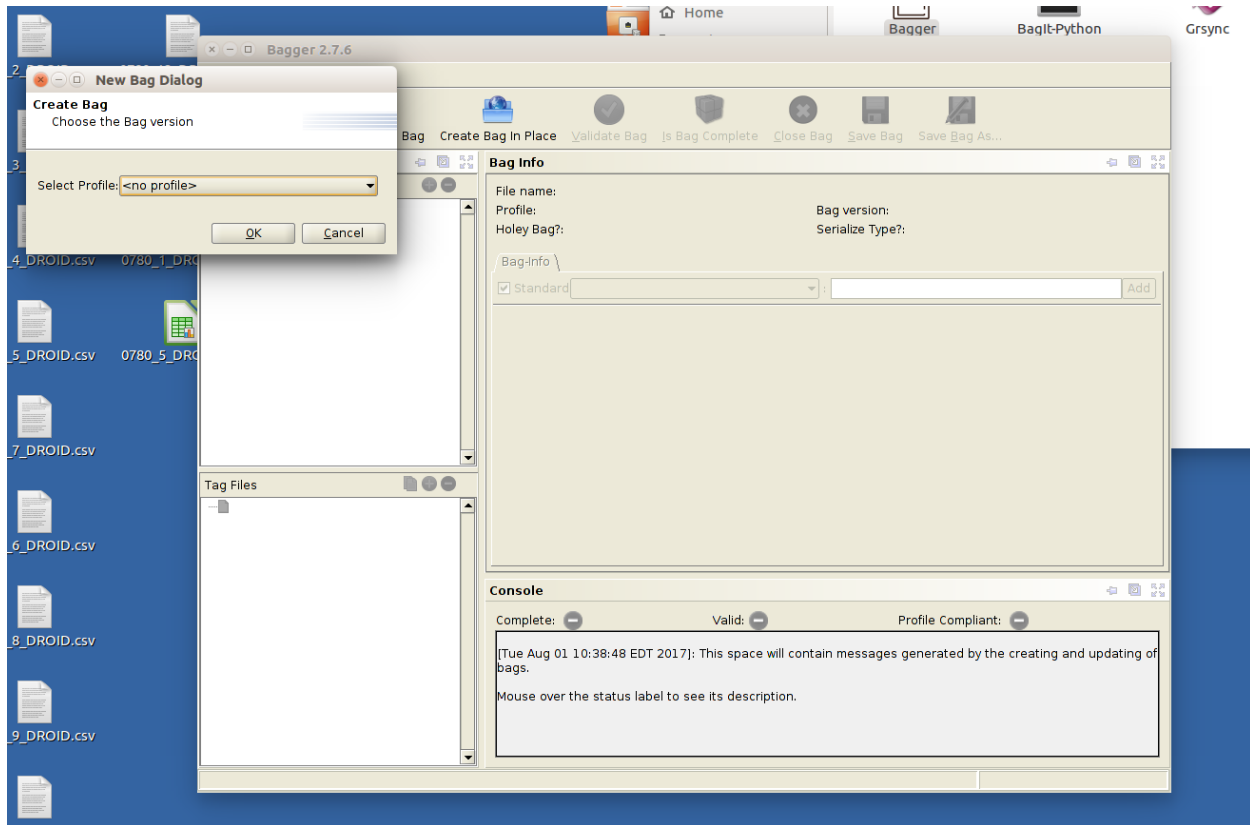 Home
Bagger
BagIt-Python
Grsync
Bagger 2.7.6
New Bag Dialog
Create Bag
Choose the Bag version
Select Profile: <no profile>
OK
Cancel
Bag
Create Bag In Place
Validate Bag
Is Bag Complete
Close Bag
Save Bag
Save Bag As...
Bag Info
File name:
Profile:
Bag version:
Holey Bag?:
Serialize Type?:
Bag-Info
Standard
:
Add
Tag Files
Console
Complete:
Valid:
Profile Compliant:
[Tue Aug 01 10:38:48 EDT 2017]: This space will contain messages generated by the creating and updating of
bags.
Mouse over the status label to see its description.
_4_DROID.csv
0780_1_DRO
_5_DROID.csv
0780_5_DRO
_7_DROID.csv
_6_DROID.csv
_8_DROID.csv
_9_DROID.csv